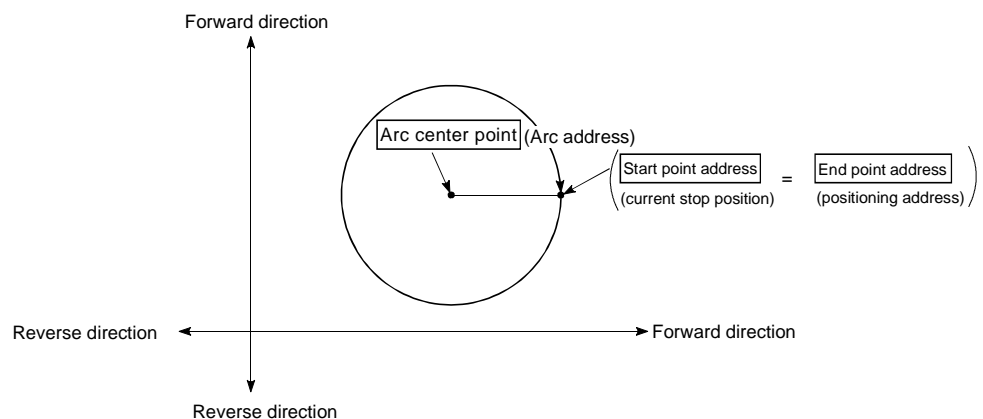 Forward direction
Arc center point (Arc address)
Start point address = End point address
(current stop position) (positioning address)
Reverse direction
Forward direction
Reverse direction